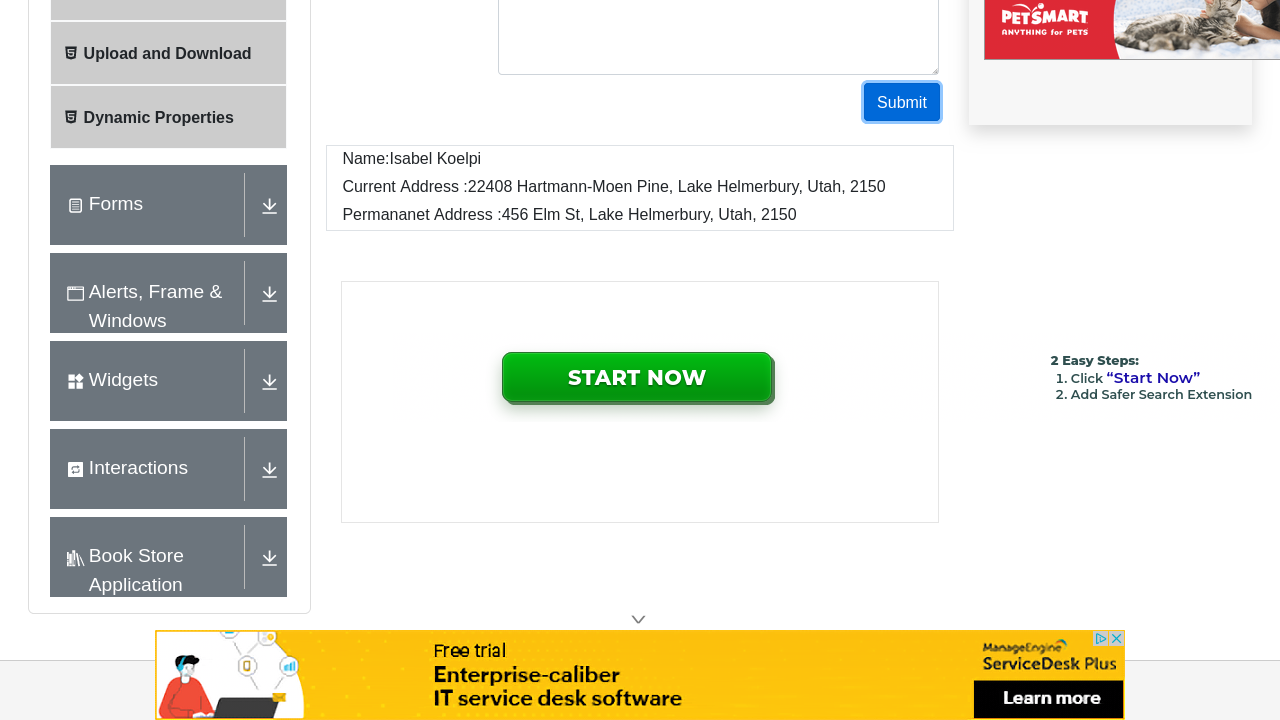 PETSMART
ANYTHING for PETS
Upload and Download
Dynamic Properties
Submit
Name:Isabel Koelpi
Current Address :22408 Hartmann-Moen Pine, Lake Helmerbury, Utah, 2150
Permananet Address :456 Elm St, Lake Helmerbury, Utah, 2150
Forms
Alerts, Frame &
Windows
Widgets
Interactions
Book Store
Application
START NOW
2 Easy Steps:
1. Click “Start Now”
2. Add Safer Search Extension
Free trial
Enterprise-caliber
IT service desk software
ManageEngine
ServiceDesk Plus
Learn more